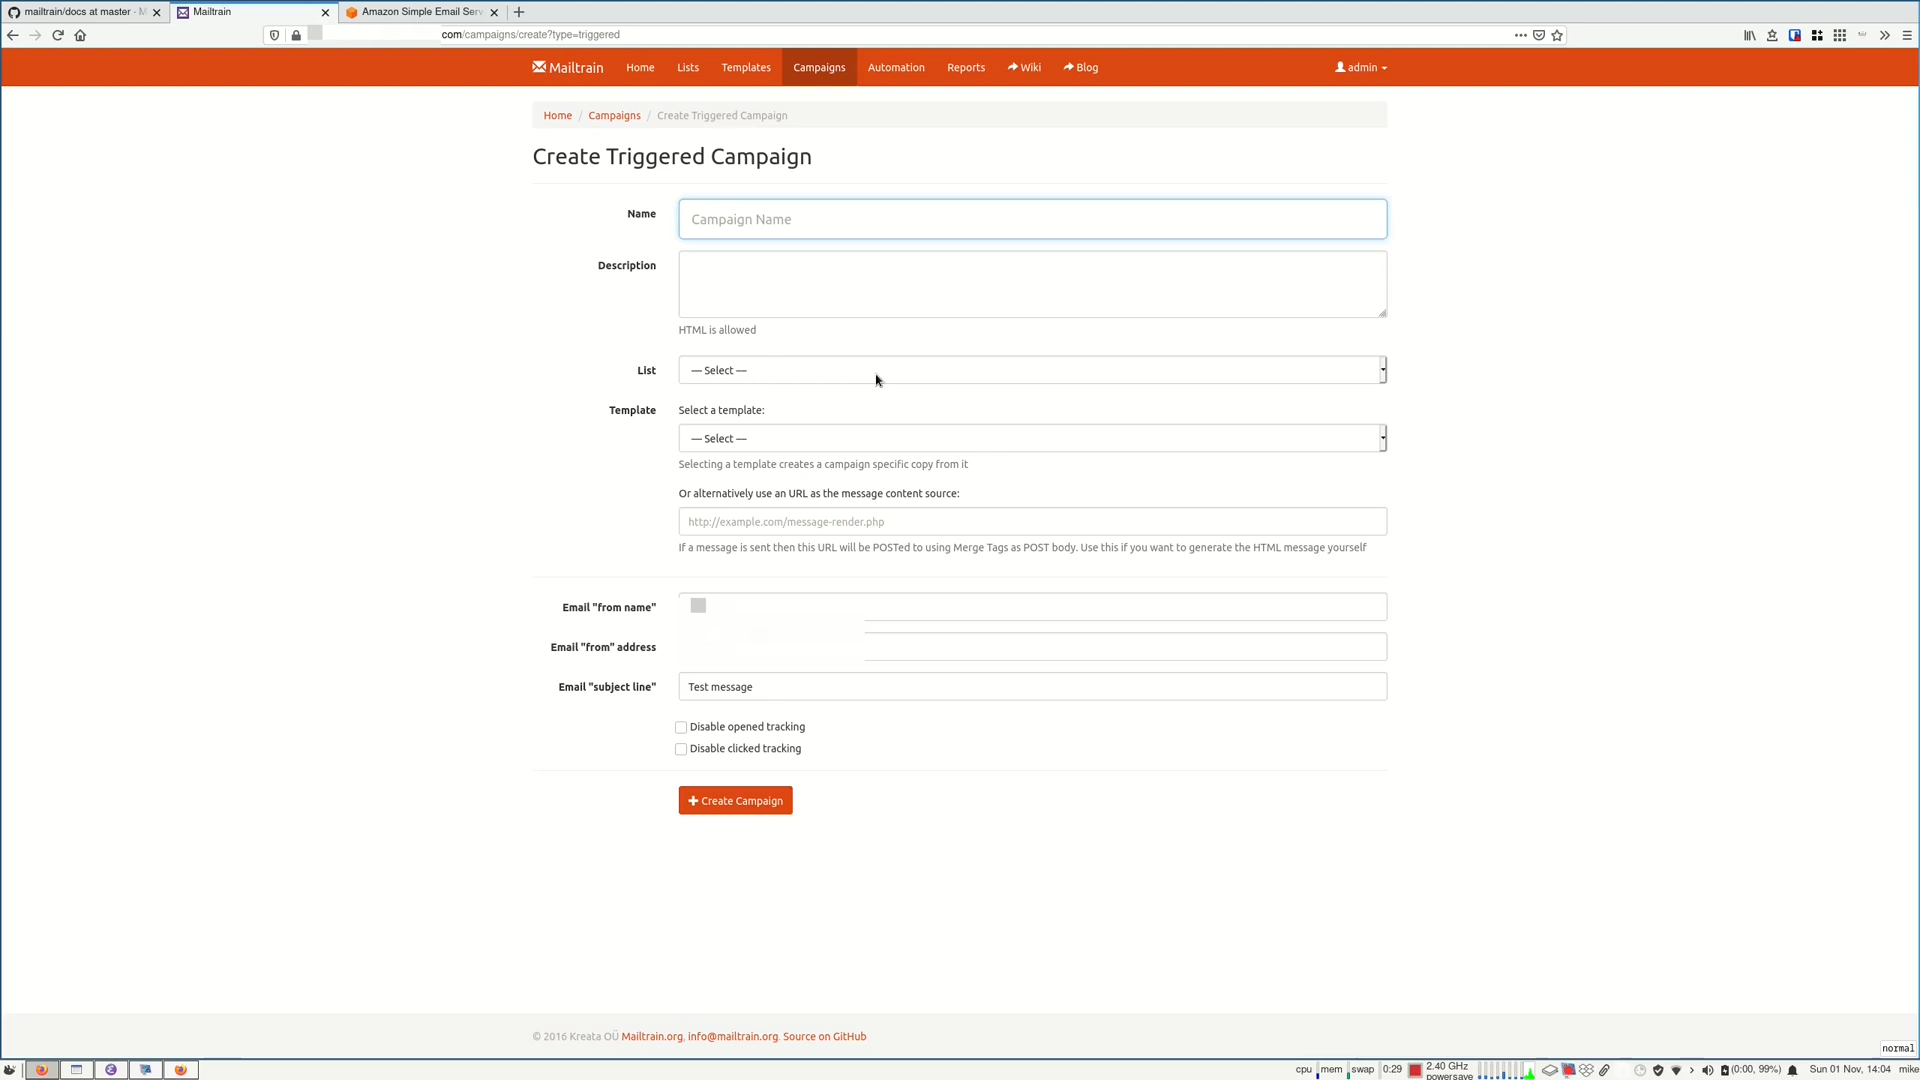 mailtrain/docs at master · M
Mailtrain
Amazon Simple Email Serv
com/campaigns/create?type=triggered
Mailtrain
Home
Lists
Templates
Campaigns
Automation
Reports
Wiki
Blog
admin
Home / Campaigns / Create Triggered Campaign
Create Triggered Campaign
Name
Campaign Name
Description
HTML is allowed
List
— Select —
Template
Select a template:
— Select —
Selecting a template creates a campaign specific copy from it
Or alternatively use an URL as the message content source:
http://example.com/message-render.php
If a message is sent then this URL will be POSTed to using Merge Tags as POST body. Use this if you want to generate the HTML message yourself
Email "from name"
Email "from" address
Email "subject line"
Test message
Disable opened tracking
Disable clicked tracking
Create Campaign
© 2016 Kreata OÜ Mailtrain.org, info@mailtrain.org. Source on GitHub
normal
cpu mem swap 0:29 2.40 GHz powersave (0:00, 99%) Sun 01 Nov, 14:04 mike